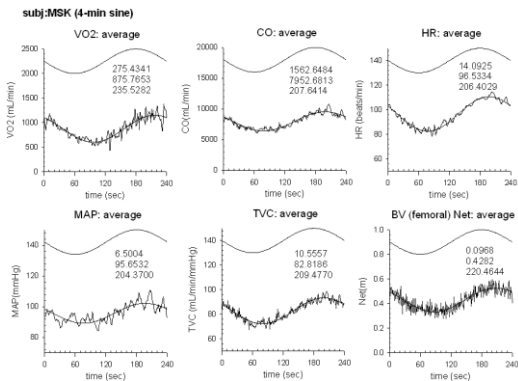 subj:MSK (4-min sine)
VO2: average
2500
2000
1500
1000
500
0
VO2 (mL/min)
275.4341
875.7653
235.5282
0 60 120 180 240
time (sec)
CO: average
20000
15000
10000
5000
0
CO(mL/min)
1562.6484
7952.6813
207.6414
0 60 120 180 240
time (sec)
HR: average
140
120
100
80
60
HR (beats/min)
14.0925
96.5334
206.4029
0 60 120 180 240
time (sec)
MAP: average
140
120
100
80
MAP(mmHg)
6.5004
95.6532
204.3700
0 60 120 180 240
time (sec)
TVC: average
140
120
100
80
60
TVC (mL/min/mmHg)
10.5557
82.8186
209.4770
0 60 120 180 240
time (sec)
BV (femoral) Net: average
1.0
0.8
0.6
0.4
0.2
0.0
Net(m)
0.0968
0.4282
220.4644
0 60 120 180 240
time (sec)